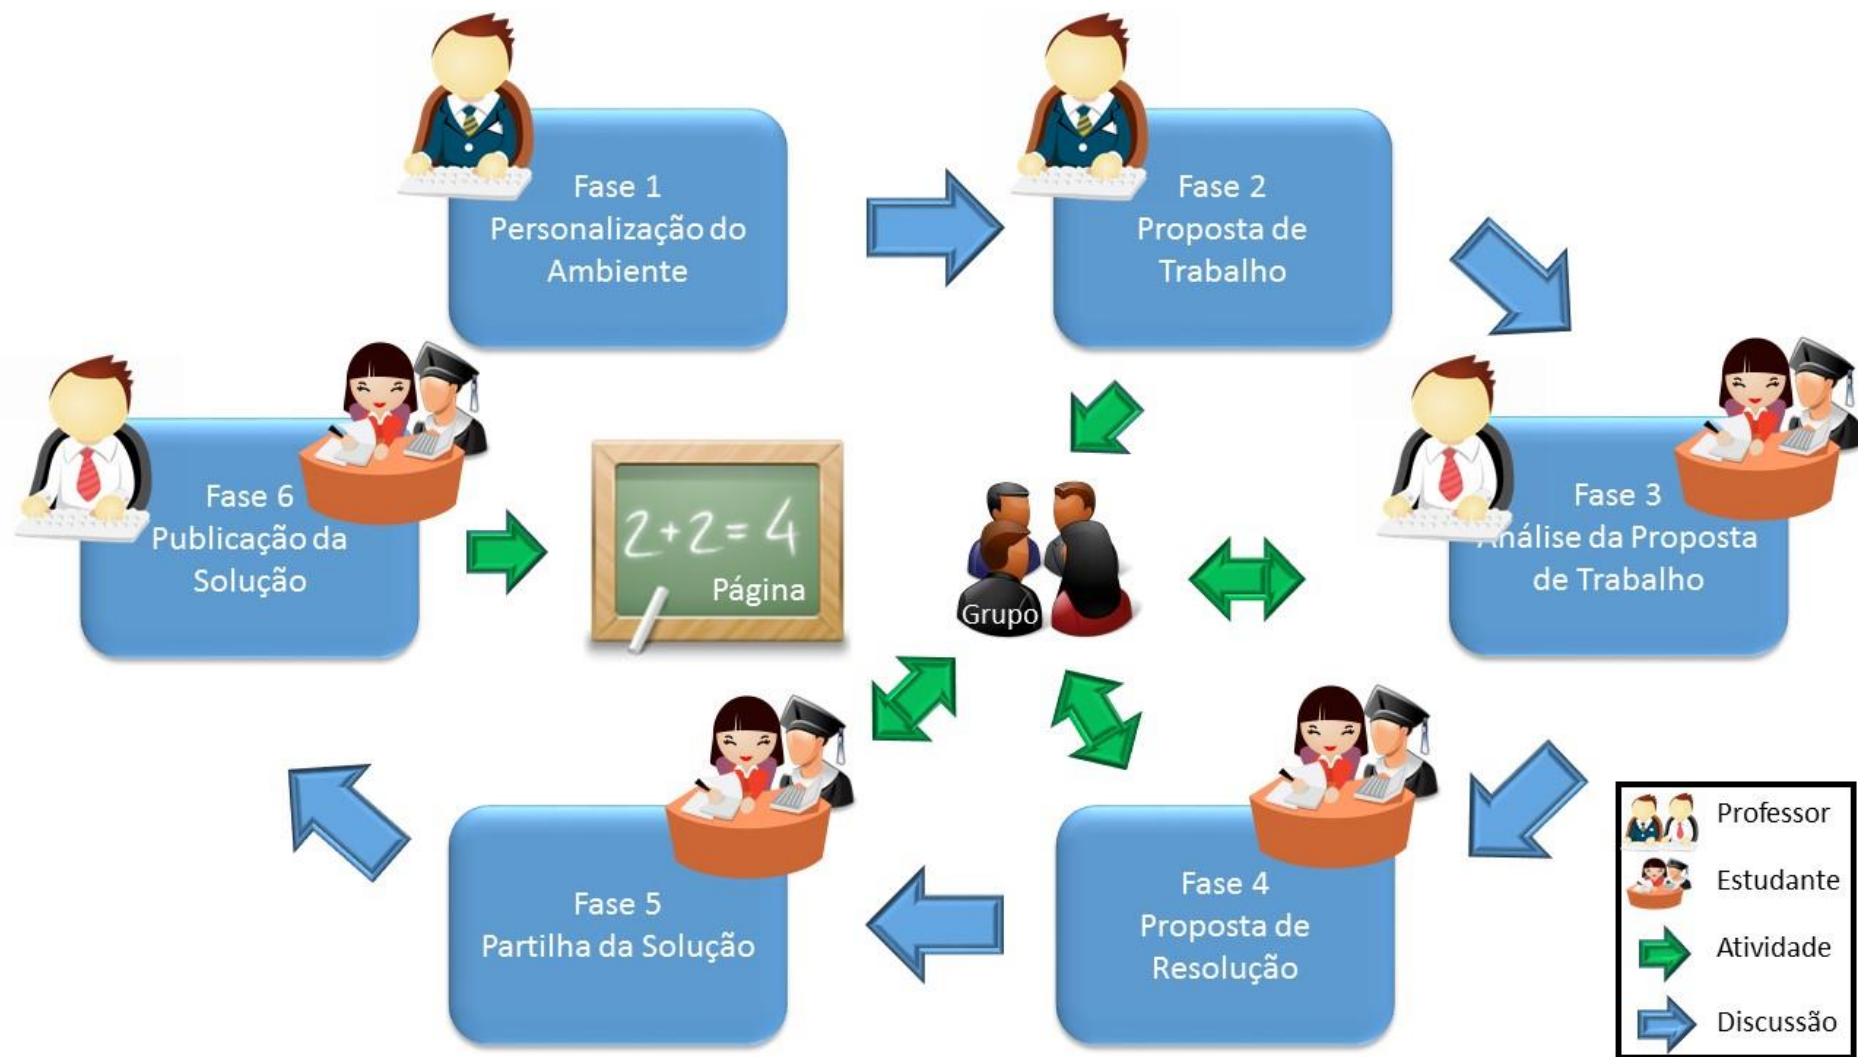 Fase 1
Personalização do
Ambiente
Fase 2
Proposta de
Trabalho
Fase 3
Análise da Proposta
de Trabalho
Fase 4
Proposta de
Resolução
Fase 5
Partilha da Solução
Fase 6
Publicação da
Solução
2+2=4
Página
Grupo
Professor
Estudante
Atividade
Discussão